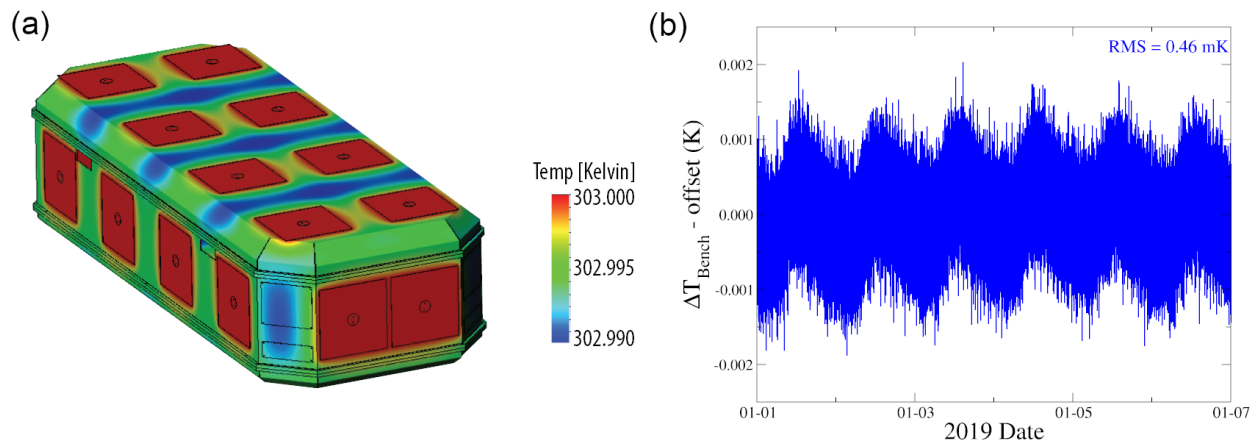 (a)
Temp [Kelvin]
303.000
302.995
302.990
(b)
RMS = 0.46 mK
0.002
0.001
0.000
-0.001
-0.002
ΔT_Bench - offset (K)
01-01 01-03 01-05 01-07
2019 Date